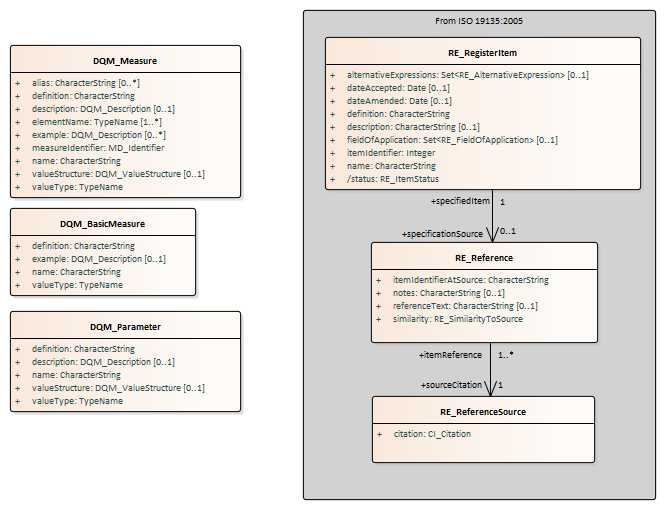 DQM_Measure
+ alias: CharacterString [0..*]
+ definition: CharacterString
+ description: DQM_Description [0..1]
+ elementName: TypeName [1..*]
+ example: DQM_Description [0..*]
+ measureIdentifier: MD_Identifier
+ name: CharacterString
+ valueStructure: DQM_ValueStructure [0..1]
+ valueType: TypeName
DQM_BasicMeasure
+ definition: CharacterString
+ example: DQM_Description [0..1]
+ name: CharacterString
+ valueType: TypeName
DQM_Parameter
+ definition: CharacterString
+ description: DQM_Description [0..1]
+ name: CharacterString
+ valueStructure: DQM_ValueStructure [0..1]
+ valueType: TypeName
From ISO 19135:2005
RE_RegisterItem
+ alternativeExpressions: Set<RE_AlternativeExpression> [0..1]
+ dateAccepted: Date [0..1]
+ dateAmended: Date [0..1]
+ definition: CharacterString
+ description: CharacterString [0..1]
+ fieldOfApplication: Set<RE_FieldOfApplication> [0..1]
+ itemIdentifier: Integer
+ name: CharacterString
+ /status: RE_ItemStatus
+specifiedItem 1
+specificationSource 0..1
RE_Reference
+ itemIdentifierAtSource: CharacterString
+ notes: CharacterString [0..1]
+ referenceText: CharacterString [0..1]
+ similarity: RE_SimilarityToSource
+itemReference 1..*
+sourceCitation 1
RE_ReferenceSource
+ citation: CI_Citation